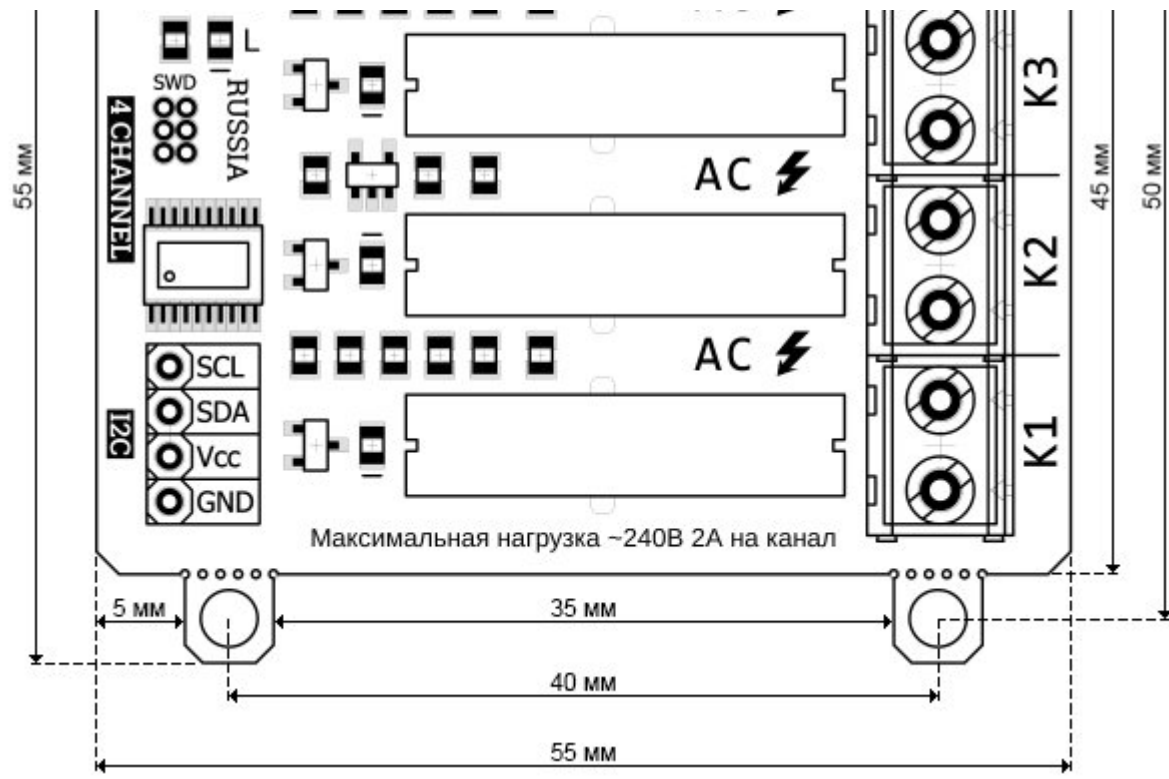 L
SWD
RUSSIA
4 CHANNEL
K3
AC
K2
AC
SCL
SDA
Vcc
GND
I2C
K1
Максимальная нагрузка ~240В 2А на канал
55 мм
45 мм
50 мм
5 мм
35 мм
40 мм
55 мм